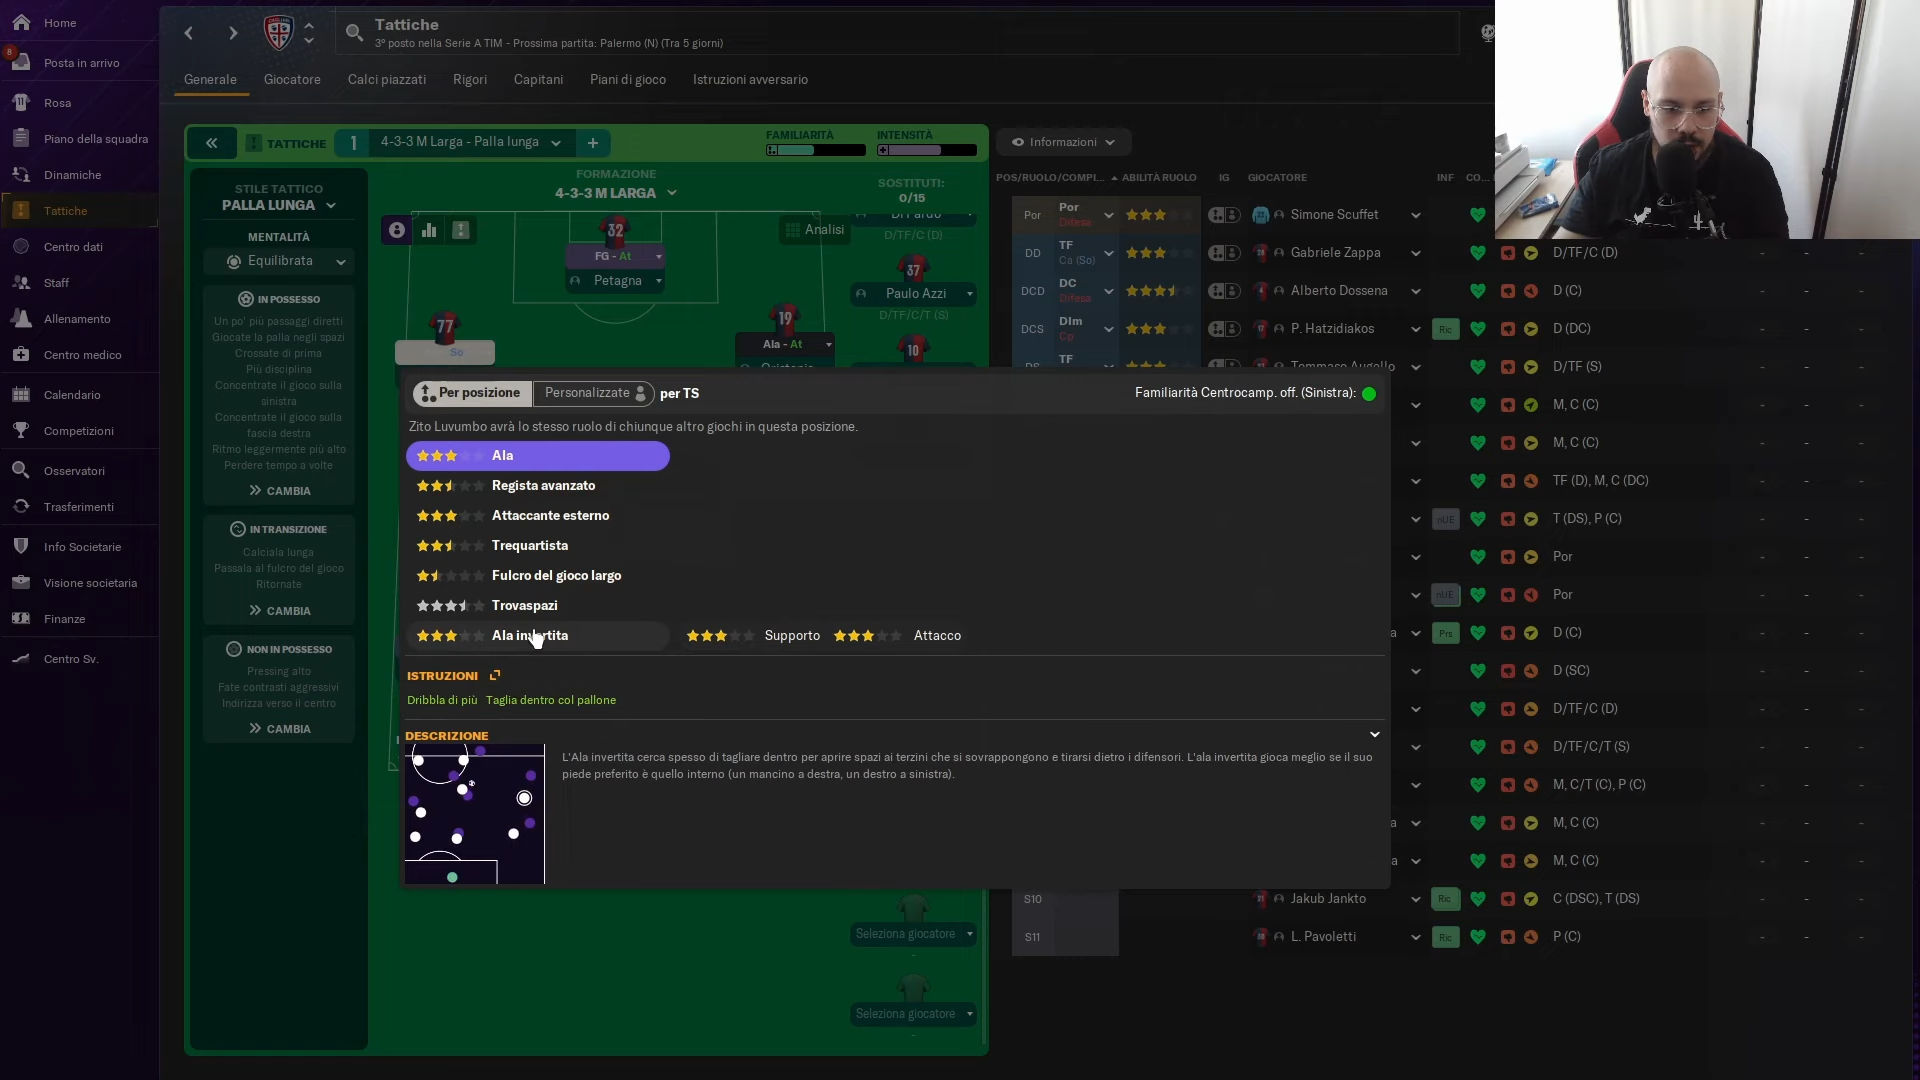 Home
8
Posta in arrivo
Rosa
Piano della squadra
Dinamiche
Tattiche
Centro dati
Staff
Allenamento
Centro medico
Calendario
Competizioni
Osservatori
Trasferimenti
Info Societarie
Visione societaria
Finanze
Centro Sv.
Tattiche
3° posto nella Serie A TIM - Prossima partita: Palermo (N) (Tra 5 giorni)
Generale Giocatore Calci piazzati Rigori Capitani Piani di gioco Istruzioni avversario
TATTICHE 1 4-3-3 M Larga - Palla lunga + FAMILIARITÀ INTENSITÀ
STILE TATTICO
PALLA LUNGA
MENTALITÀ
Equilibrata
IN POSSESSO
Un po' più passaggi diretti
Giocate la palla negli spazi
Crossate di prima
Più disciplina
Concentrate il gioco sulla
sinistra
Concentrate il gioco sulla
fascia destra
Ritmo leggermente più alto
Perdere tempo a volte
CAMBIA
IN TRANSIZIONE
Calciala lunga
Passala al fulcro del gioco
Ritornate
CAMBIA
NON IN POSSESSO
Pressing alto
Fate contrasti aggressivi
Indirizza verso il centro
CAMBIA
FORMAZIONE
4-3-3 M LARGA
SOSTITUTI:
0/15
Analisi
32
FG - At
Petagna
77
So
19
Ala - At
Di Pardo
D/TF/C (D)
37
Paulo Azzi
D/TF/C/T (S)
10
Seleziona giocatore
-
Seleziona giocatore
-
Informazioni
POS/RUOLO/COMPI... ABILITÀ RUOLO IG GIOCATORE INF CO...
Por Por Difesa Simone Scuffet
DD TF Ca (So) Gabriele Zappa D/TF/C (D) - - -
DCD DC Difesa Alberto Dossena D (C) - - -
DCS DIm Cp P. Hatzidiakos Ric D (DC) - - -
DS TF Tommaso Augello D/TF (S) - - -
M, C (C) - - -
M, C (C) - - -
TF (D), M, C (DC) - - -
nUE T (DS), P (C) - - -
Por - - -
nUE Por - - -
a Prs D (C) - - -
D (SC) - - -
D/TF/C (D) - - -
D/TF/C/T (S) - - -
M, C/T (C), P (C) - - -
a M, C (C) - - -
a M, C (C) - - -
S10 Jakub Jankto Ric C (DSC), T (DS) - - -
S11 L. Pavoletti Ric P (C) - - -
Per posizione Personalizzate per TS Familiarità Centrocamp. off. (Sinistra):
Zito Luvumbo avrà lo stesso ruolo di chiunque altro giochi in questa posizione.
Ala
Regista avanzato
Attaccante esterno
Trequartista
Fulcro del gioco largo
Trovaspazi
Ala invertita Supporto Attacco
ISTRUZIONI
Dribbla di più Taglia dentro col pallone
DESCRIZIONE
L'Ala invertita cerca spesso di tagliare dentro per aprire spazi ai terzini che si sovrappongono e tirarsi dietro i difensori. L'ala invertita gioca meglio se il suo
piede preferito è quello interno (un mancino a destra, un destro a sinistra).